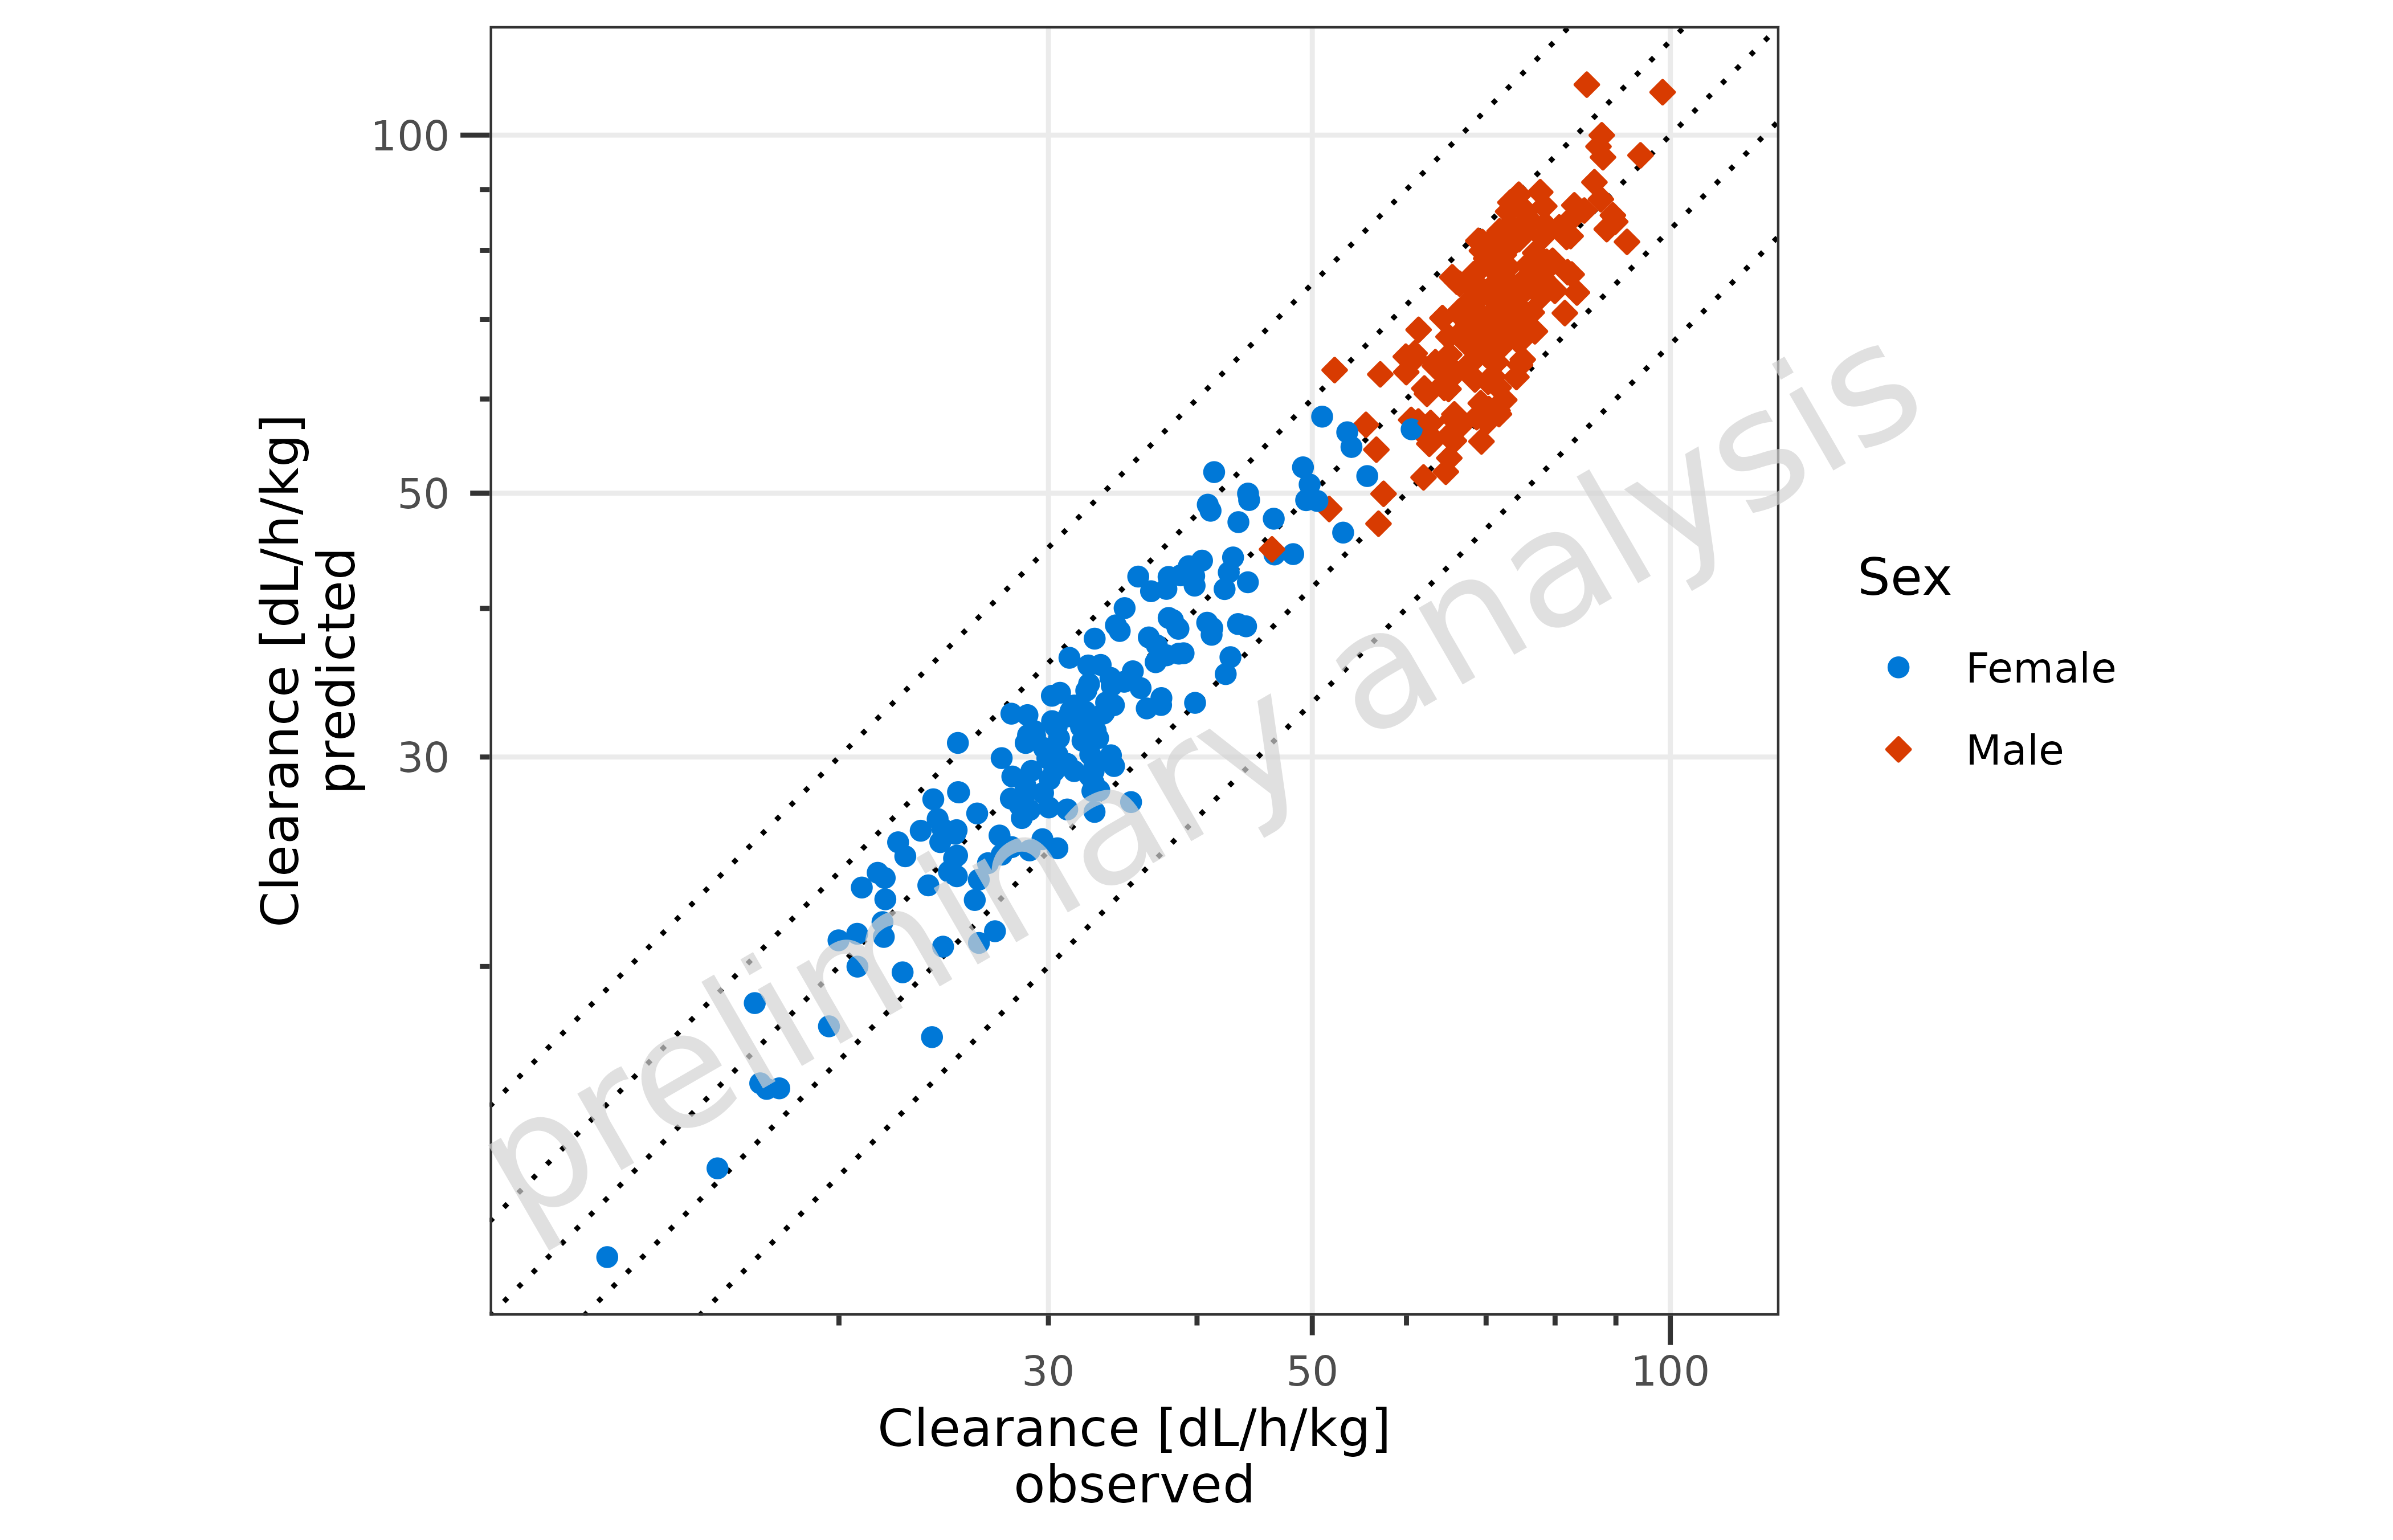 100
50
30
Clearance [dL/h/kg]
predicted
preliminary analysis
Sex
Female
Male
30 50 100
Clearance [dL/h/kg]
observed